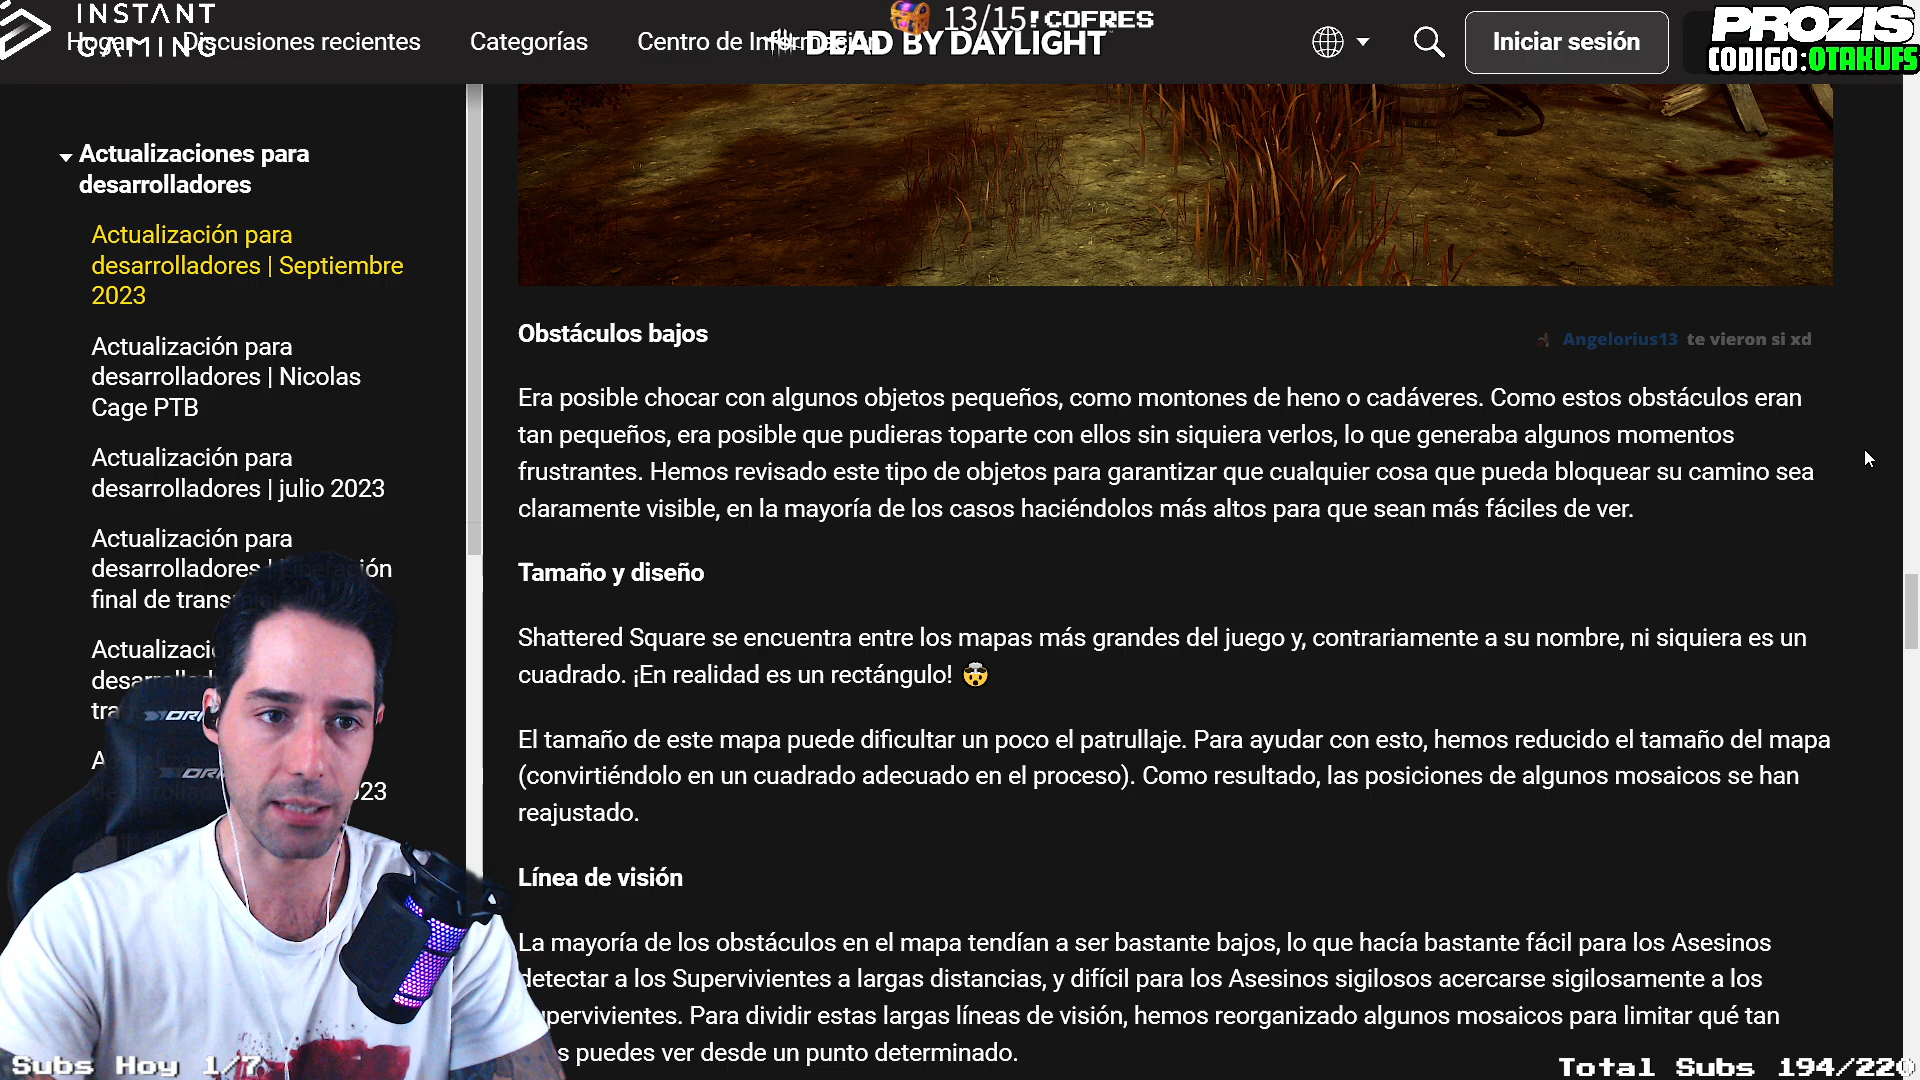 INSTANT
GAMING
Hogar
Discusiones recientes
Categorías
Centro de Información
13/15!COFRES
DEAD BY DAYLIGHT
Iniciar sesión
PROZIS
CODIGO:OTAKUFS
Actualizaciones para
desarrolladores
Actualización para
desarrolladores | Septiembre
2023
Actualización para
desarrolladores | Nicolas
Cage PTB
Actualización para
desarrolladores | julio 2023
Actualización para
desarrolladores | Liberación
final de
Obstáculos bajos
Angelorius13 te vieron si xd
Era posible chocar con algunos objetos pequeños, como montones de heno o cadáveres. Como estos obstáculos eran
tan pequeños, era posible que pudieras toparte con ellos sin siquiera verlos, lo que generaba algunos momentos
frustrantes. Hemos revisado este tipo de objetos para garantizar que cualquier cosa que pueda bloquear su camino sea
claramente visible, en la mayoría de los casos haciéndolos más altos para que sean más fáciles de ver.
Tamaño y diseño
Shattered Square se encuentra entre los mapas más grandes del juego y, contrariamente a su nombre, ni siquiera es un
cuadrado. ¡En realidad es un rectángulo! 🤯
El tamaño de este mapa puede dificultar un poco el patrullaje. Para ayudar con esto, hemos reducido el tamaño del mapa
(convirtiéndolo en un cuadrado adecuado en el proceso). Como resultado, las posiciones de algunos mosaicos se han
reajustado.
Línea de visión
La mayoría de los obstáculos en el mapa tendían a ser bastante bajos, lo que hacía bastante fácil para los Asesinos
detectar a los Supervivientes a largas distancias, y difícil para los Asesinos sigilosos acercarse sigilosamente a los
Supervivientes. Para dividir estas largas líneas de visión, hemos reorganizado algunos mosaicos para limitar qué tan
puedes ver desde un punto determinado.
Subs Hoy 1/7
Total Subs 194/220